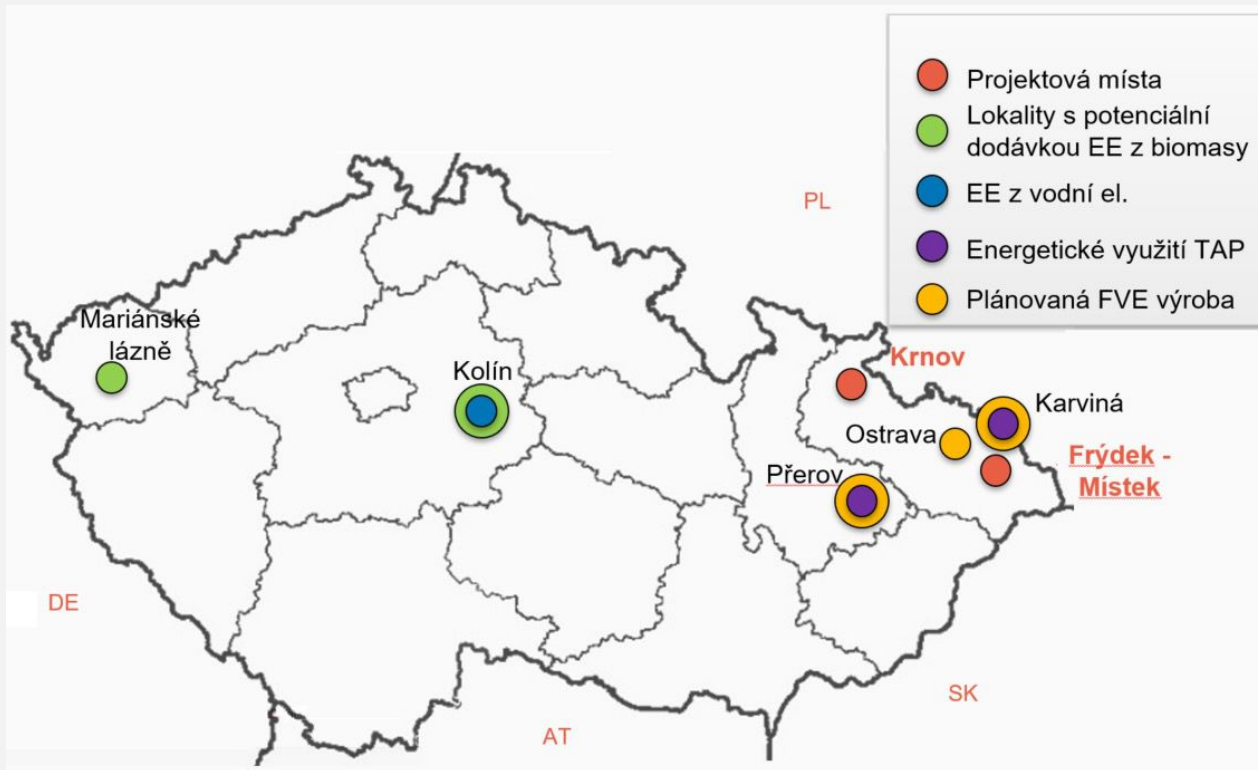 Projektová místa
Lokality s potenciální
dodávkou EE z biomasy
EE z vodní el.
Energetické využití TAP
Plánovaná FVE výroba
PL
Mariánské
lázně
Kolín
Krnov
Karviná
Ostrava
Frýdek -
Místek
Přerov
DE
SK
AT